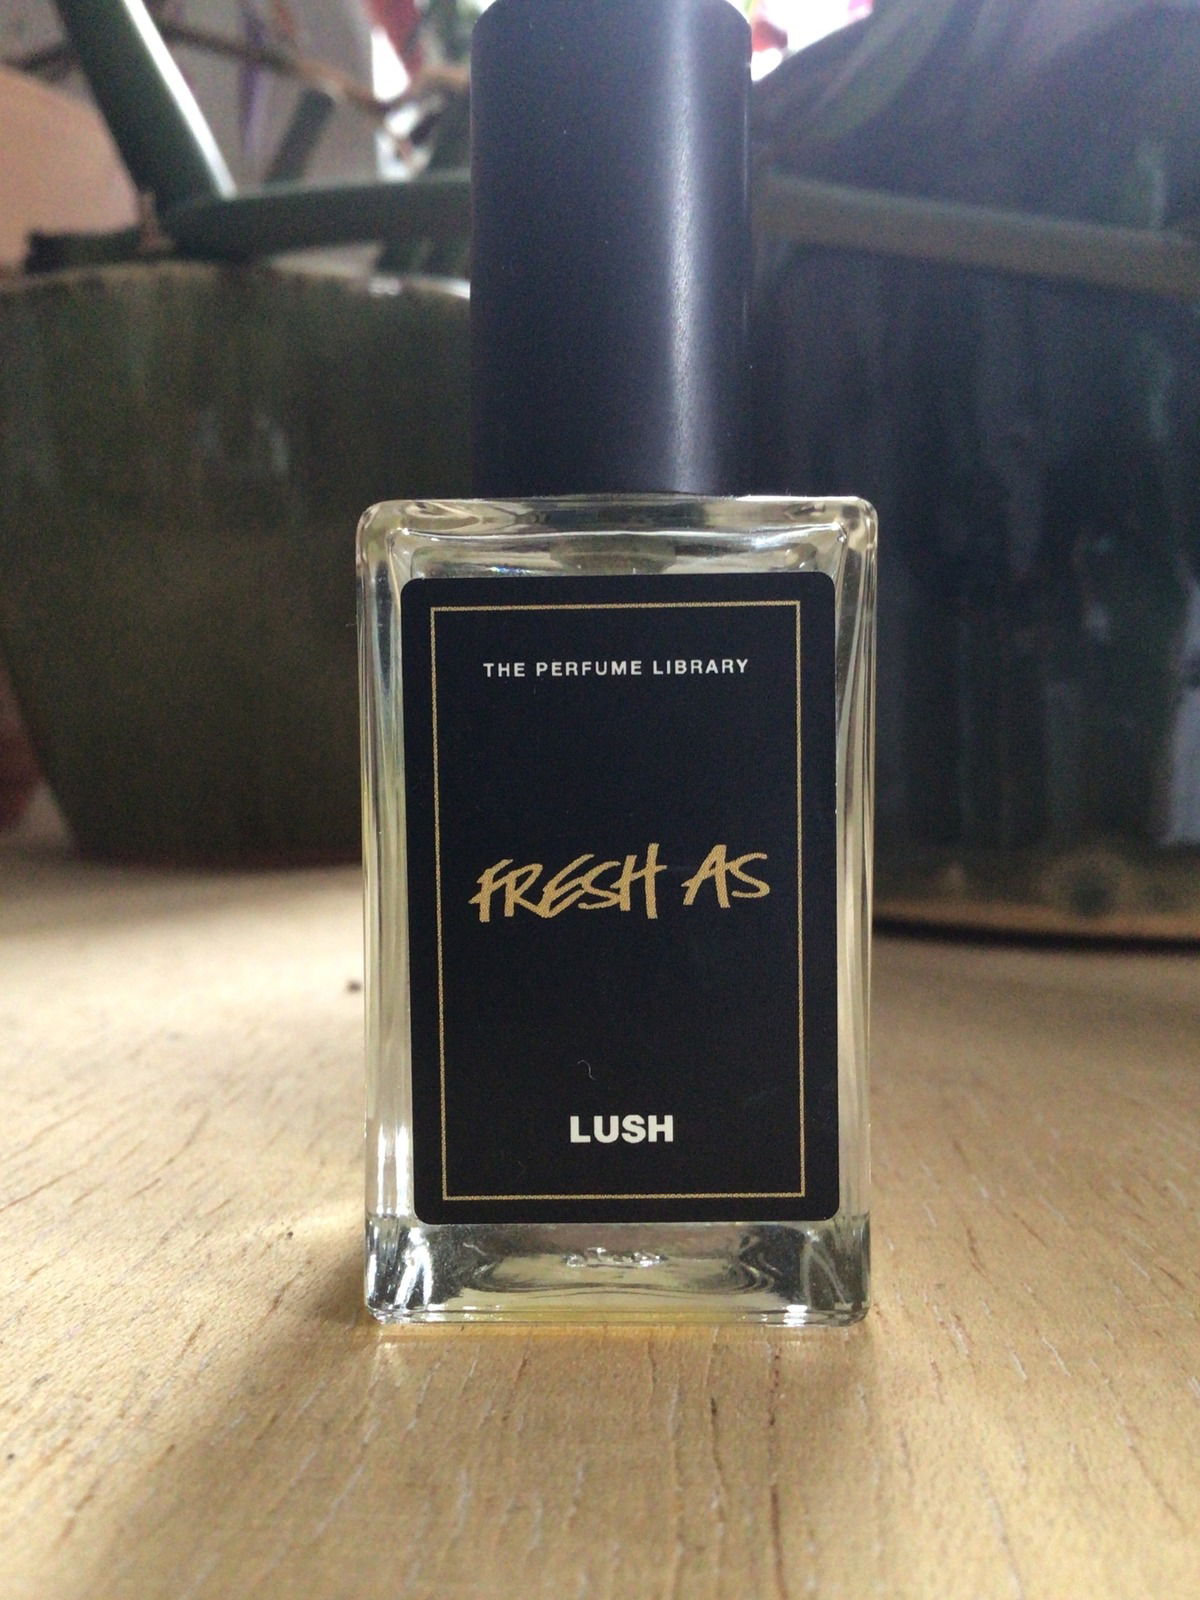 THE PERFUME LIBRARY
FRESH AS
LUSH